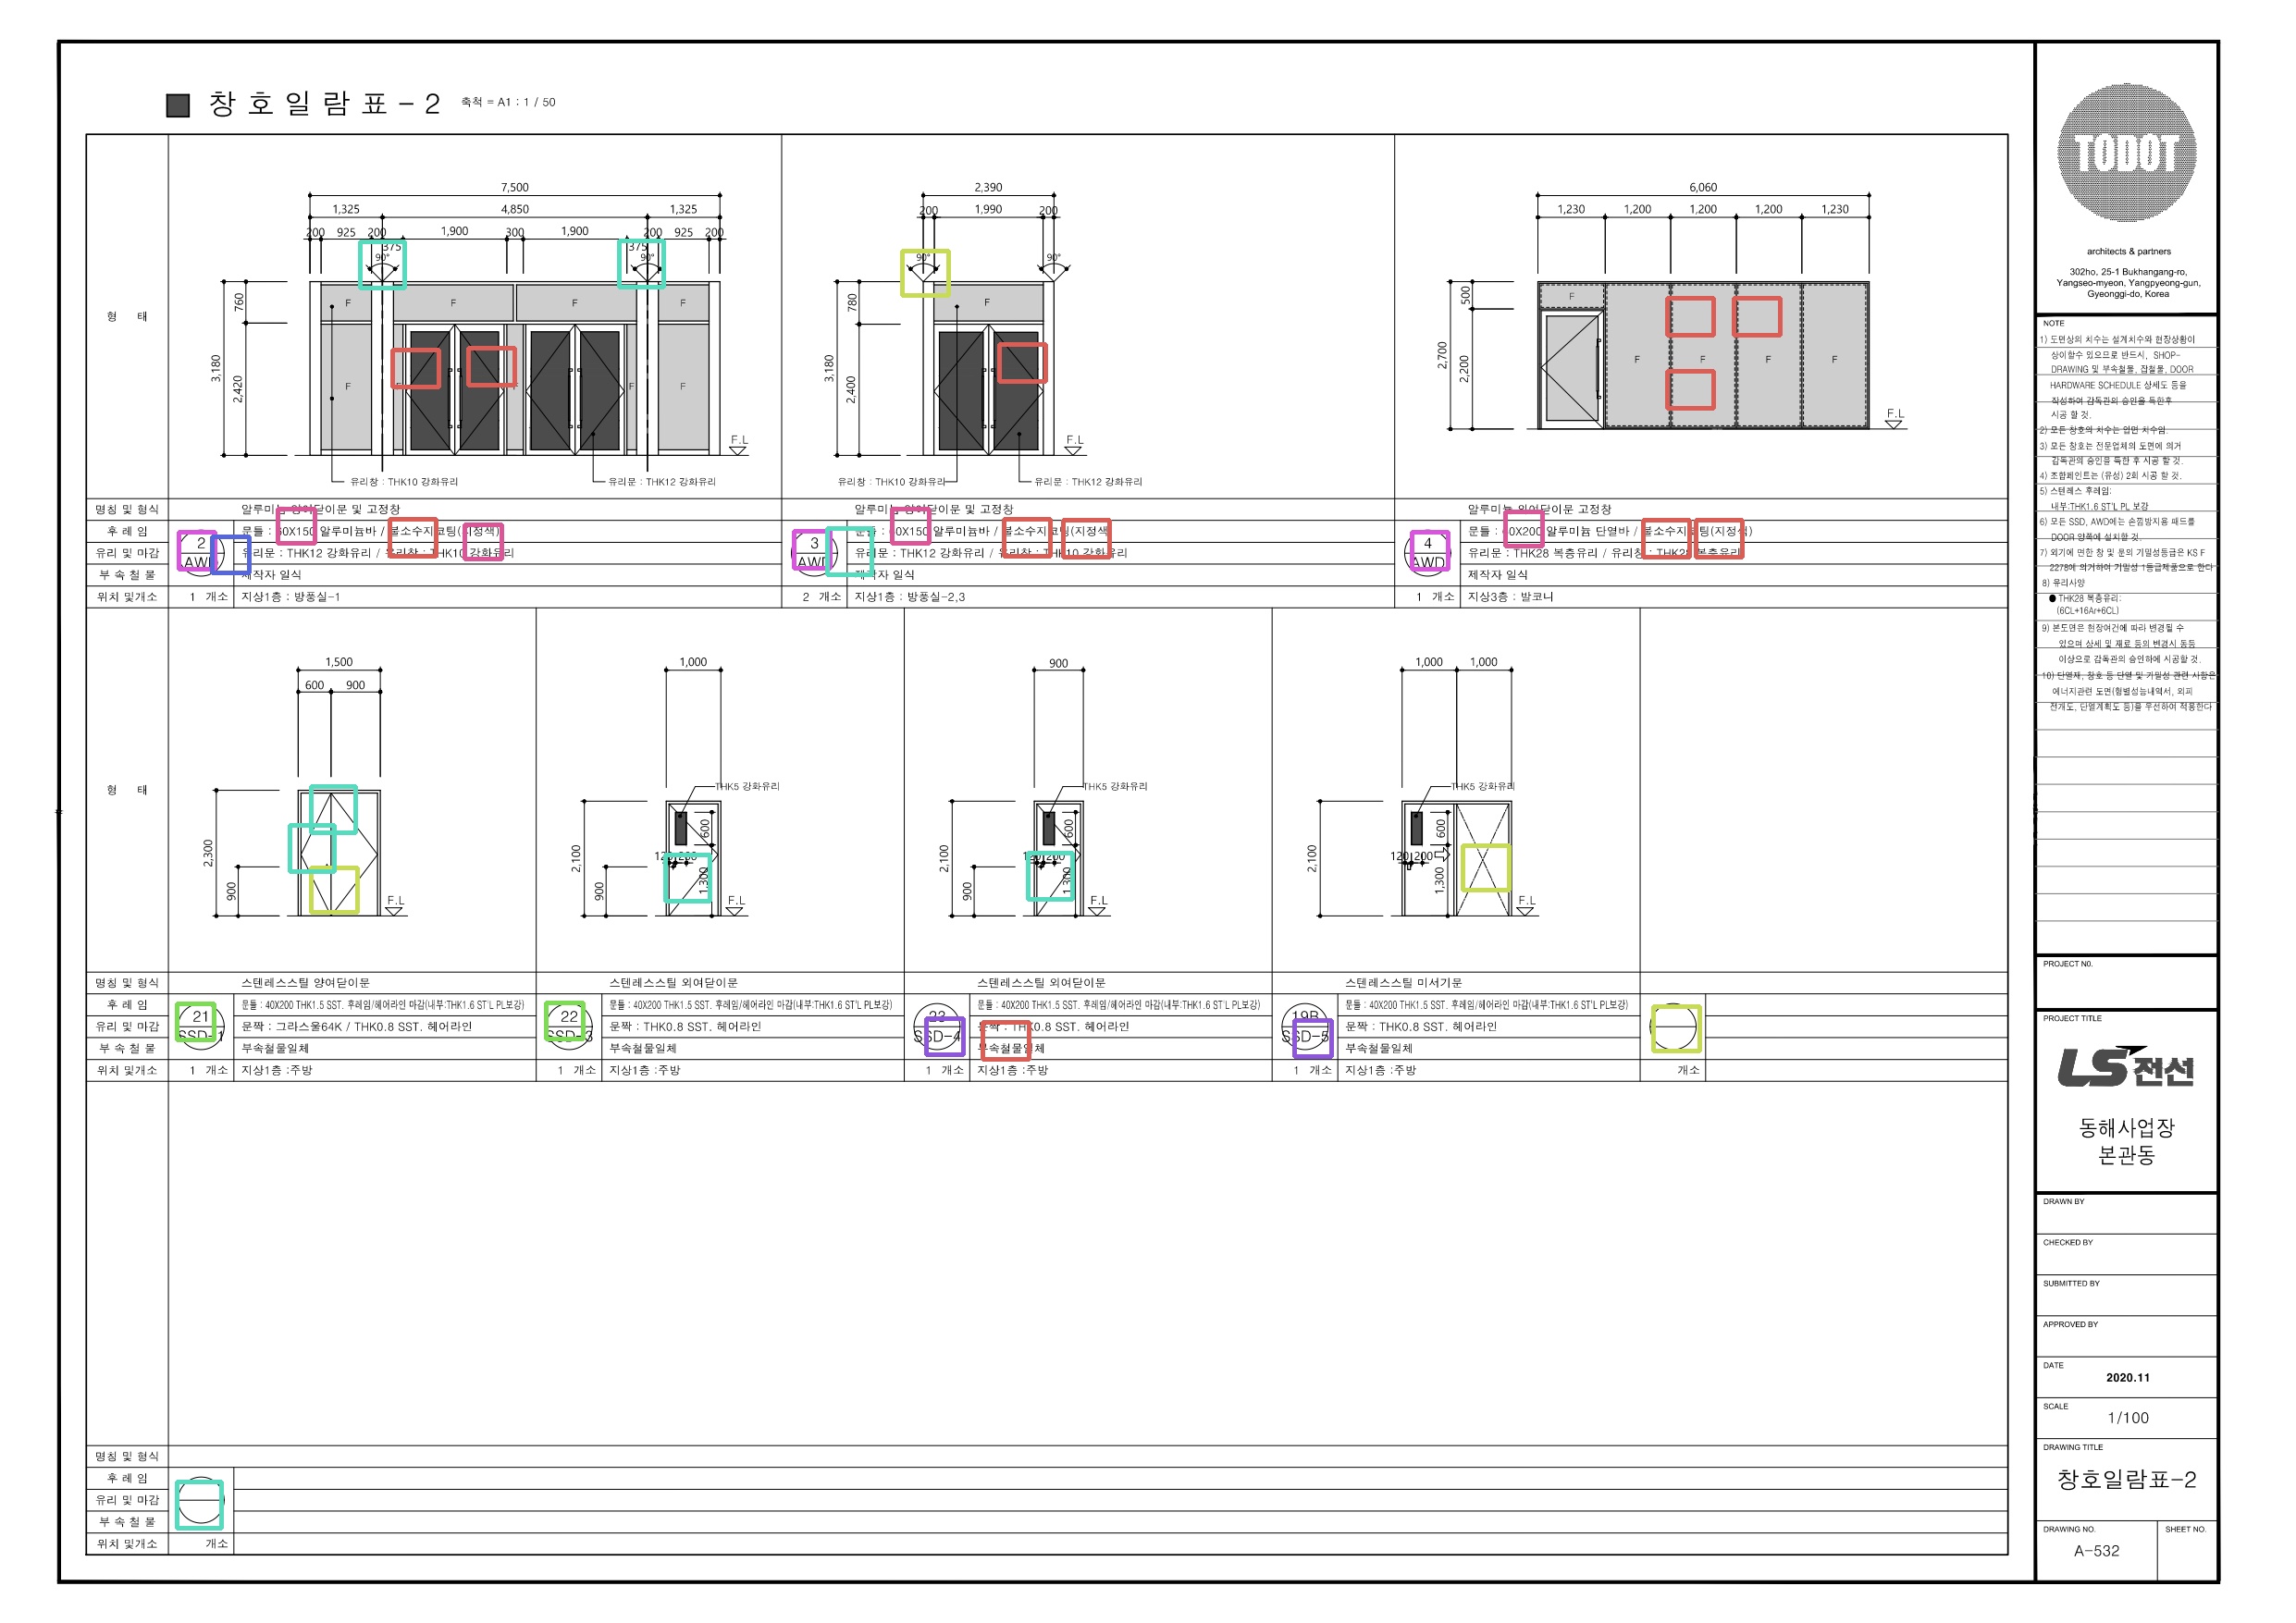 창호일람표-2 축척 = A1 : 1 / 50
형 태
7,500
1,325 4,850 1,325
200 925 200 1,900 300 1,900 200 925 200
375 375
90° 90°
760
3,180
2,420
F F F F
F F F F
F.L
유리창 : THK10 강화유리
유리문 : THK12 강화유리
2,390
200 1,990 200
90° 90°
780
3,180
2,400
F
F.L
유리창 : THK10 강화유리
유리문 : THK12 강화유리
6,060
1,230 1,200 1,200 1,200 1,230
500
2,700
2,200
F
F F F F
F.L
명칭 및 형식
후 레 임
유리 및 마감
부 속 철 물
위치 및개소
2
AWD
알루미늄 양여닫이문 및 고정창
문틀 : 60X150 알루미늄바 / 불소수지코팅(지정색)
유리문 : THK12 강화유리 / 유리창 : THK10 강화유리
제작자 일식
1 개소 지상1층 : 방풍실-1
3
AWD
알루미늄 양여닫이문 및 고정창
문틀 : 60X150 알루미늄바 / 불소수지코팅(지정색)
유리문 : THK12 강화유리 / 유리창 : THK10 강화유리
제작자 일식
2 개소 지상1층 : 방풍실-2,3
4
AWD
알루미늄 외여닫이문 고정창
문틀 : 60X200 알루미늄 단열바 / 불소수지코팅(지정색)
유리문 : THK28 복층유리 / 유리창 : THK28 복층유리
제작자 일식
1 개소 지상3층 : 발코니
형 태
1,500
600 900
2,300
900
F.L
1,000
THK5 강화유리
600
120 200
2,100
900
1,300
F.L
900
THK5 강화유리
600
120 200
2,100
900
1,300
F.L
1,000 1,000
THK5 강화유리
600
120 200
2,100
1,300
F.L
명칭 및 형식
후 레 임
유리 및 마감
부 속 철 물
위치 및개소
21
SSD-1
스텐레스스틸 양여닫이문
문틀 : 40X200 THK1.5 SST. 후레임/헤어라인 마감(내부:THK1.6 ST'L PL보강)
문짝 : 그라스울64K / THK0.8 SST. 헤어라인
부속철물일체
1 개소 지상1층 :주방
22
SSD-3
스텐레스스틸 외여닫이문
문틀 : 40X200 THK1.5 SST. 후레임/헤어라인 마감(내부:THK1.6 ST'L PL보강)
문짝 : THK0.8 SST. 헤어라인
부속철물일체
1 개소 지상1층 :주방
23
SSD-4
스텐레스스틸 외여닫이문
문틀 : 40X200 THK1.5 SST. 후레임/헤어라인 마감(내부:THK1.6 ST'L PL보강)
문짝 : THK0.8 SST. 헤어라인
부속철물일체
1 개소 지상1층 :주방
19B
SSD-5
스텐레스스틸 미서기문
문틀 : 40X200 THK1.5 SST. 후레임/헤어라인 마감(내부:THK1.6 ST'L PL보강)
문짝 : THK0.8 SST. 헤어라인
부속철물일체
1 개소 지상1층 :주방
개소
명칭 및 형식
후 레 임
유리 및 마감
부 속 철 물
위치 및개소 개소
TODOT
architects & partners
302ho, 25-1 Bukhangang-ro,
Yangseo-myeon, Yangpyeong-gun,
Gyeonggi-do, Korea
NOTE
1) 도면상의 치수는 설계치수와 현장상황이
상이할수 있으므로 반드시, SHOP-
DRAWING 및 부속철물, 잡철물, DOOR
HARDWARE SCHEDULE 상세도 등을
작성하여 감독관의 승인을 득한후
시공 할 것.
2) 모든 창호의 치수는 입면 치수임.
3) 모든 창호는 전문업체의 도면에 의거
감독관의 승인을 득한 후 시공 할 것.
4) 조합페인트는 (유성) 2회 시공 할 것.
5) 스텐레스 후레임:
내부:THK1.6 ST'L PL 보강
6) 모든 SSD, AWD에는 손낌방지용 패드를
DOOR 양쪽에 설치할 것.
7) 외기에 면한 창 및 문의 기밀성등급은 KS F
2278에 의거하여 기밀성 1등급제품으로 한다
8) 유리사양
● THK28 복층유리:
(6CL+16Ar+6CL)
9) 본도면은 현장여건에 따라 변경될 수
있으며 상세 및 재료 등의 변경시 동등
이상으로 감독관의 승인하에 시공할 것.
10) 단열재, 창호 등 단열 및 기밀성 관련 사항은
에너지관련 도면(형별성능내역서, 외피
전개도, 단열계획도 등)을 우선하여 적용한다
PROJECT N0.
PROJECT TITLE
LS전선
동해사업장
본관동
DRAWN BY
CHECKED BY
SUBMITTED BY
APPROVED BY
DATE
2020.11
SCALE
1/100
DRAWING TITLE
창호일람표-2
DRAWING NO. SHEET NO.
A-532